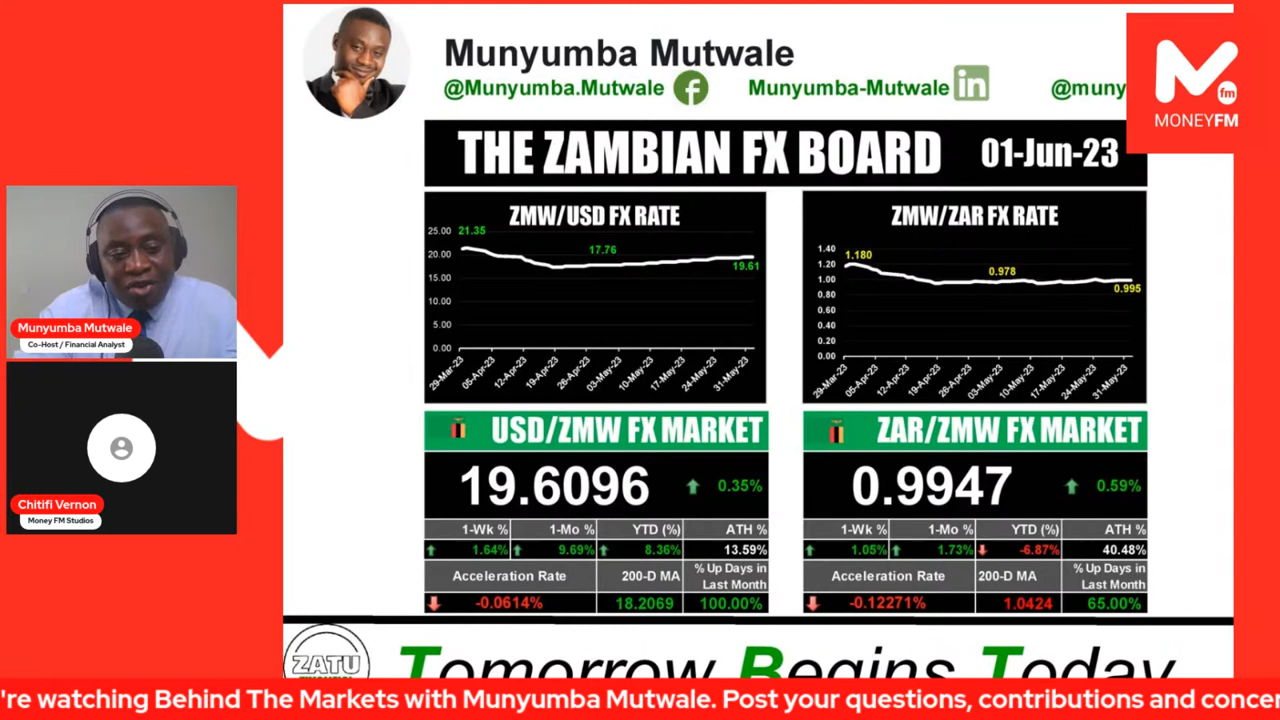 Munyumba Mutwale
@Munyumba.Mutwale f Munyumba-Mutwale in @muny
M fm
MONEYFM
THE ZAMBIAN FX BOARD 01-Jun-23
ZMW/USD FX RATE
25.00
20.00
15.00
10.00
5.00
0.00
21.35
17.76
19.61
29-Mar-23
05-Apr-23
12-Apr-23
19-Apr-23
26-Apr-23
03-May-23
10-May-23
17-May-23
24-May-23
31-May-23
ZMW/ZAR FX RATE
1.40
1.20
1.00
0.80
0.60
0.40
0.20
0.00
1.180
0.978
0.995
29-Mar-23
05-Apr-23
12-Apr-23
19-Apr-23
26-Apr-23
03-May-23
10-May-23
17-May-23
24-May-23
31-May-23
USD/ZMW FX MARKET
19.6096 0.35%
1-Wk % 1-Mo % YTD (%) ATH %
1.64% 9.69% 8.36% 13.59%
Acceleration Rate 200-D MA % Up Days in
Last Month
-0.0614% 18.2069 100.00%
ZAR/ZMW FX MARKET
0.9947 0.59%
1-Wk % 1-Mo % YTD (%) ATH %
1.05% 1.73% -6.87% 40.48%
Acceleration Rate 200-D MA % Up Days in
Last Month
-0.12271% 1.0424 65.00%
Munyumba Mutwale
Co-Host / Financial Analyst
Chitifi Vernon
Money FM Studios
ZATU
Tomorrow Begins Today
're watching Behind The Markets with Munyumba Mutwale. Post your questions, contributions and concer